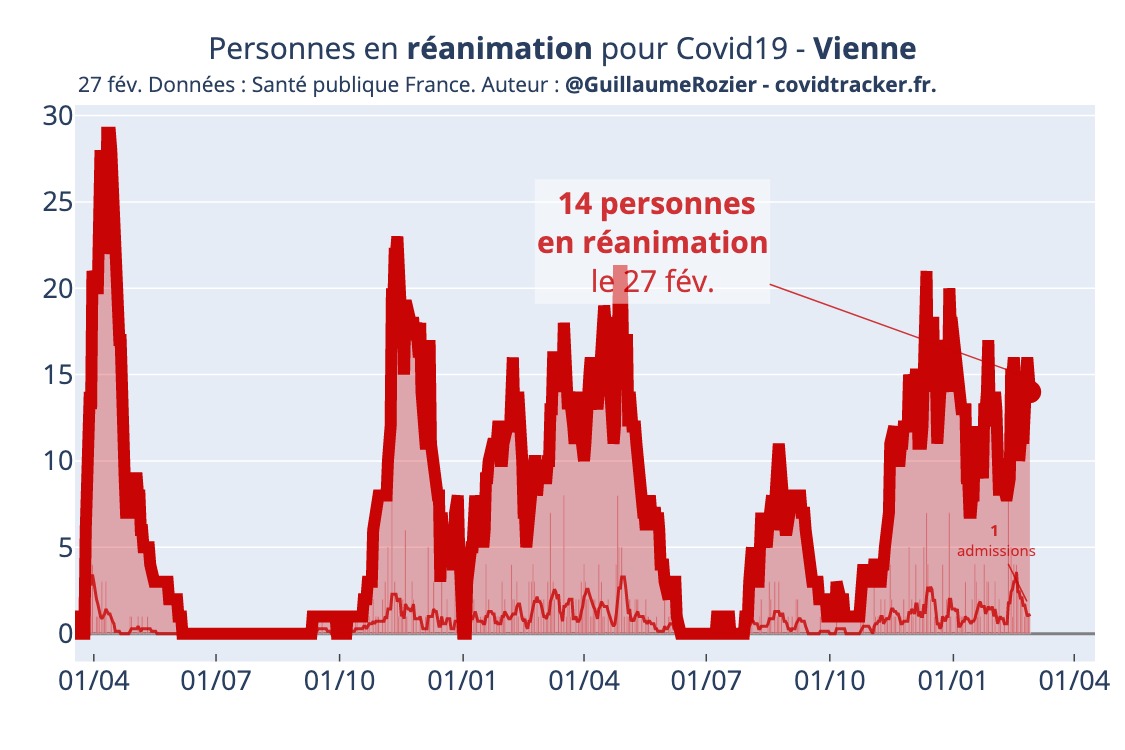 Personnes en réanimation pour Covid19 - Vienne
27 fév. Données : Santé publique France. Auteur : @GuillaumeRozier - covidtracker.fr.
30
25
20
15
10
5
0
14 personnes
en réanimation
le 27 fév.
1
admissions
01/04
01/07
01/10
01/01
01/04
01/07
01/10
01/01
01/04